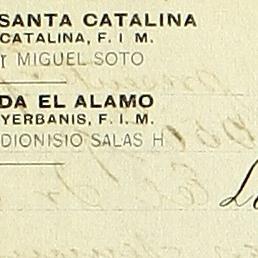 SANTA CATALINA
CATALINA, F. I M.
T MIGUEL SOTO
DA EL ALAMO
YERBANIS, F. I. M.
DIONISIO SALAS H